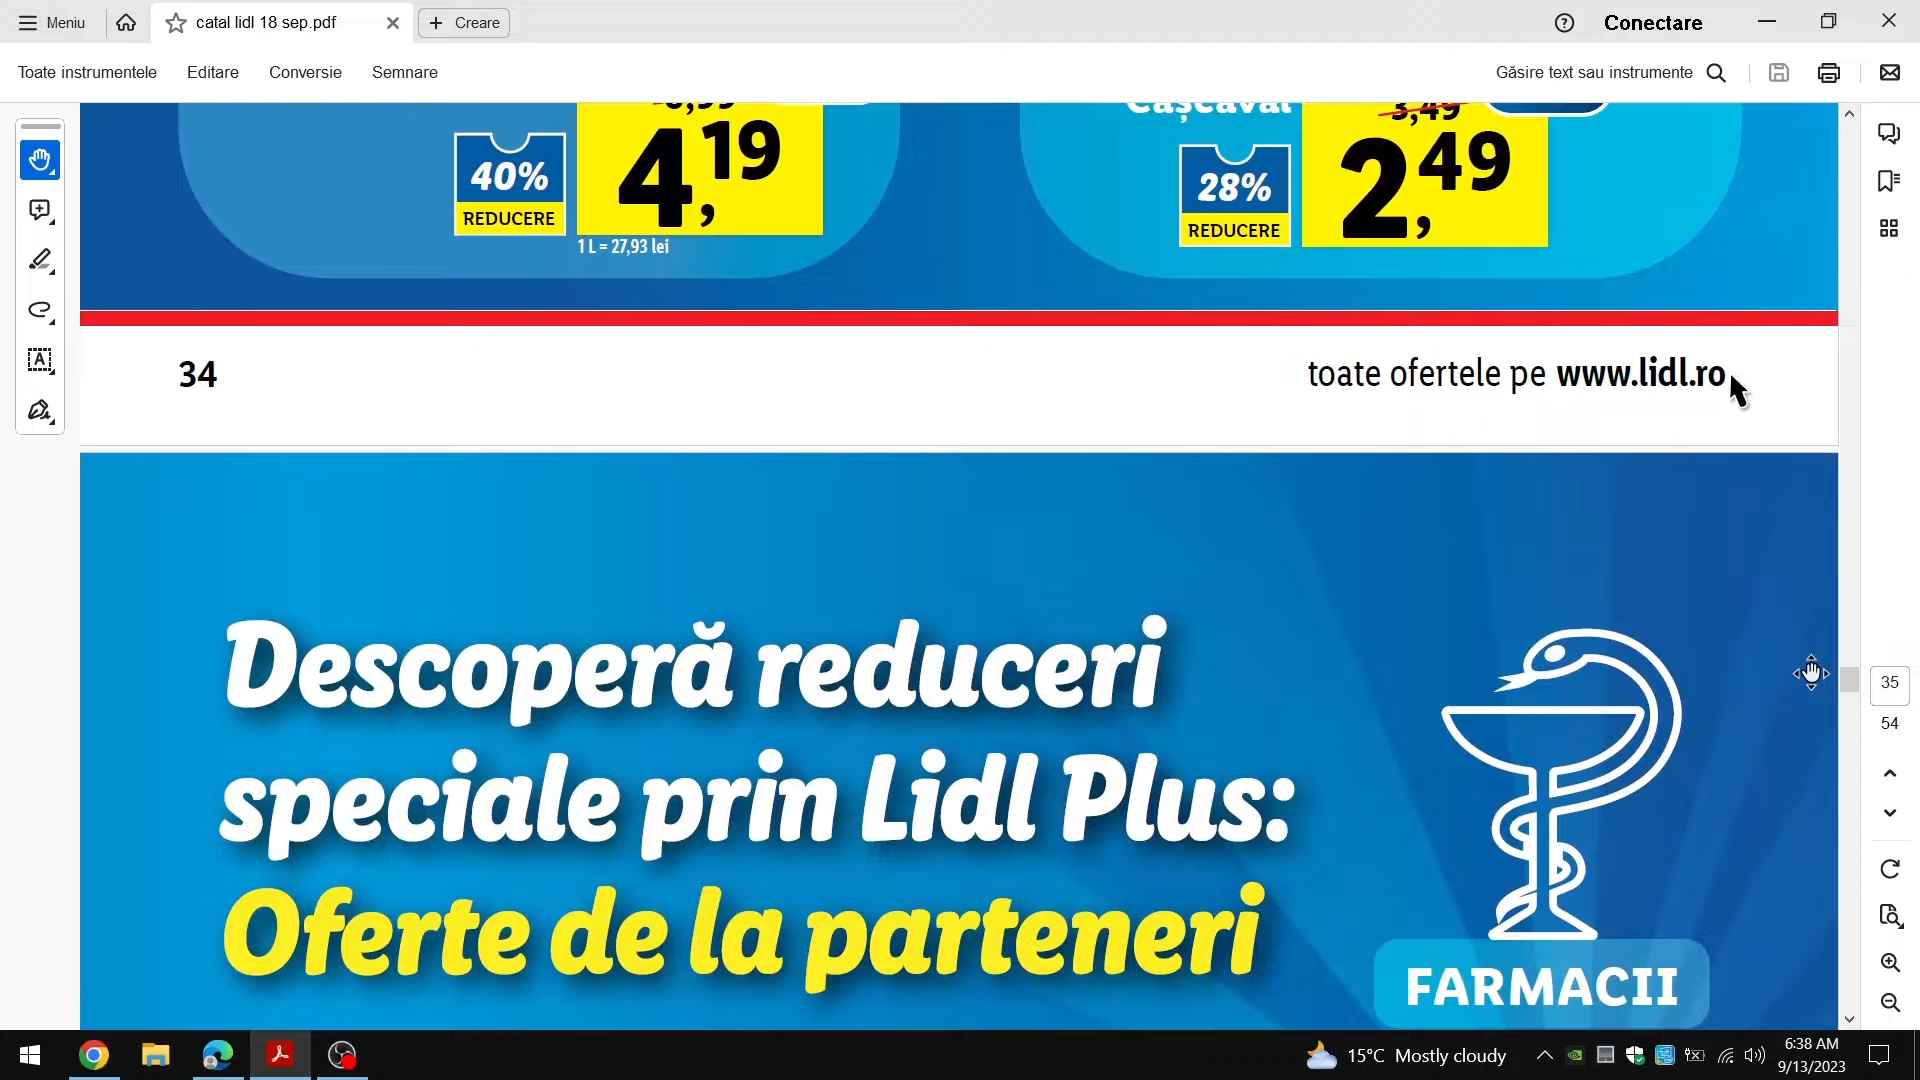 Meniu
catal lidl 18 sep.pdf
Creare
Conectare
Toate instrumentele
Editare
Conversie
Semnare
Găsire text sau instrumente
40%
REDUCERE
4,19
1 L = 27,93 lei
Cașcaval
3,49
28%
REDUCERE
2,49
34
toate ofertele pe www.lidl.ro
Descoperă reduceri
speciale prin Lidl Plus:
Oferte de la parteneri
FARMACII
35
54
15°C Mostly cloudy
6:38 AM
9/13/2023